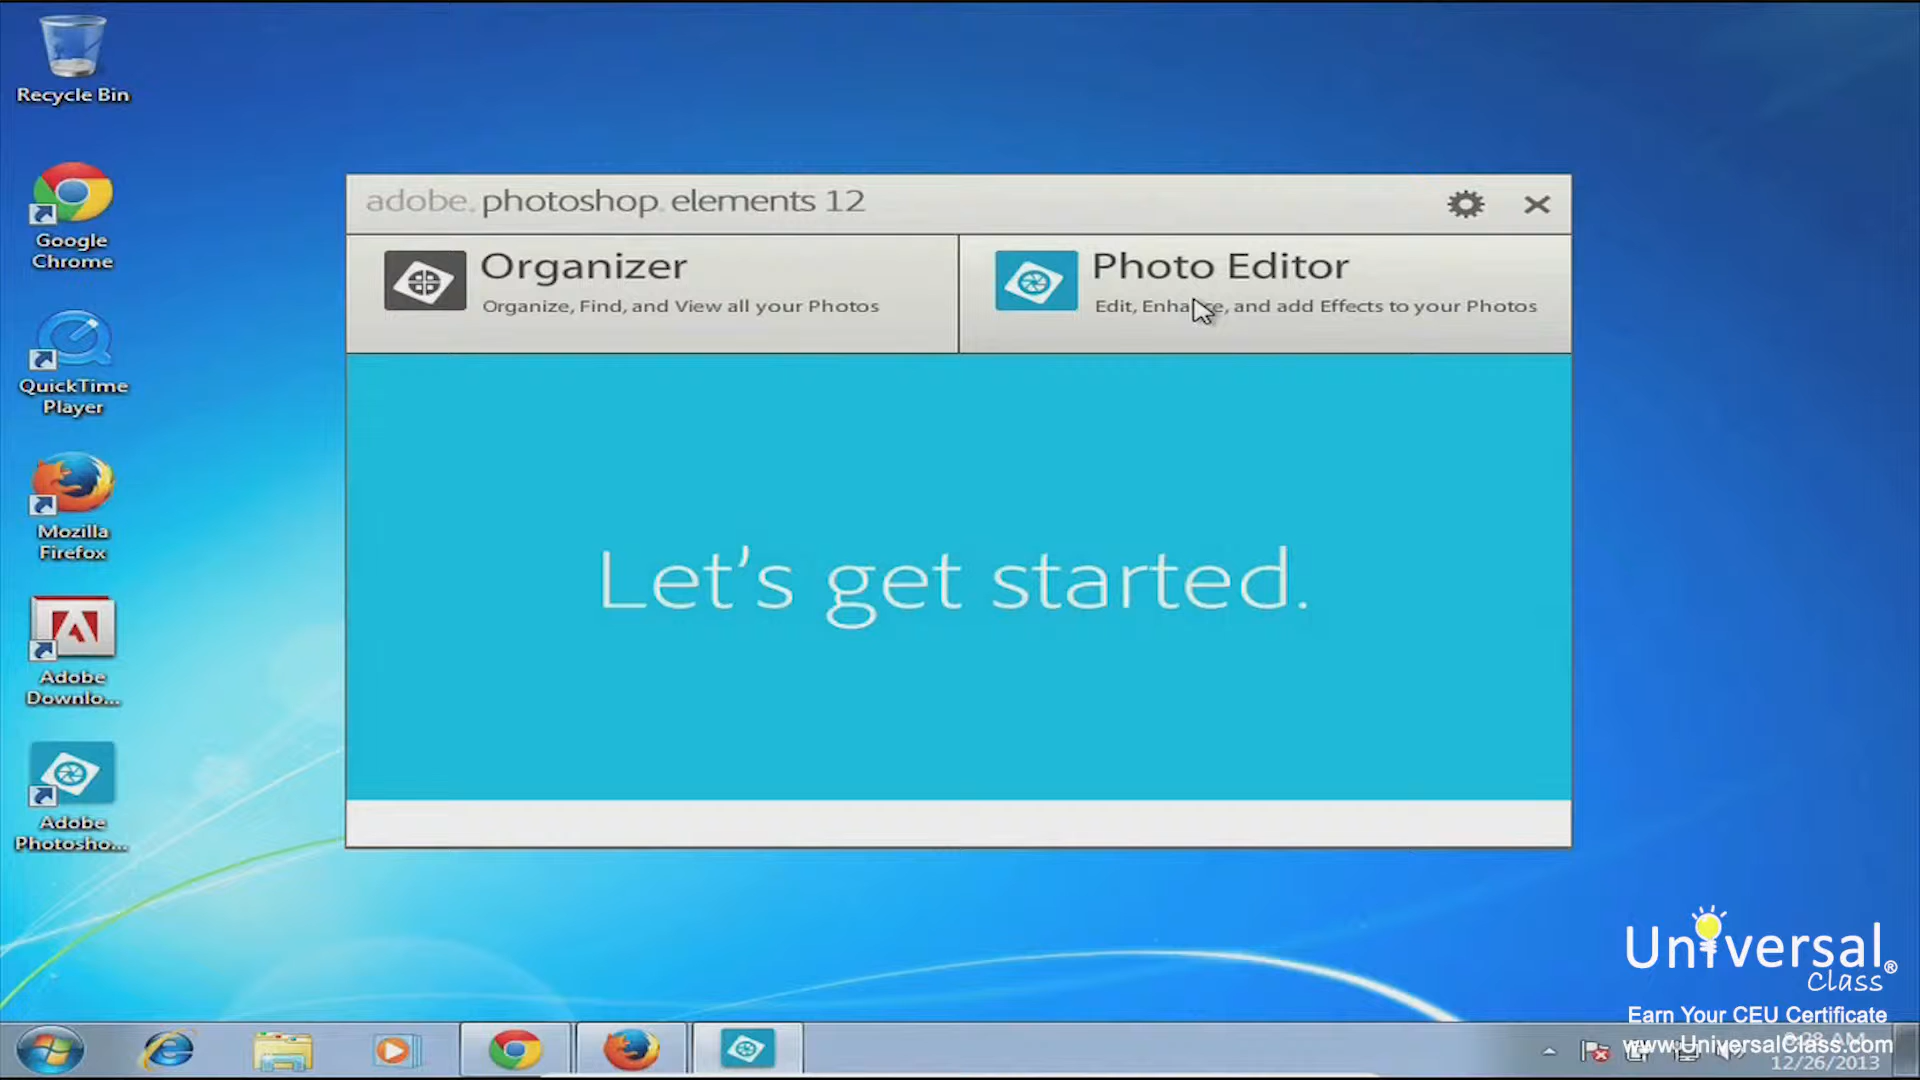 Recycle Bin
Google
Chrome
QuickTime
Player
Mozilla
Firefox
Adobe
Downlo...
Adobe
Photosho...
adobe. photoshop. elements 12
Organizer
Organize, Find, and View all your Photos
Photo Editor
Edit, Enhance, and add Effects to your Photos
Let's get started.
Universal®
Class
Earn Your CEU Certificate
www.UniversalClass.com
12/26/2013